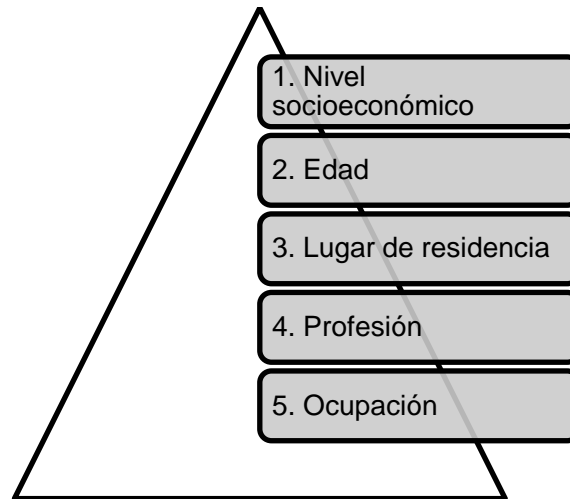 1. Nivel
socioeconómico
2. Edad
3. Lugar de residencia
4. Profesión
5. Ocupación